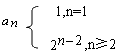 aₙ { 1,n=1
2ⁿ⁻²,n≥2